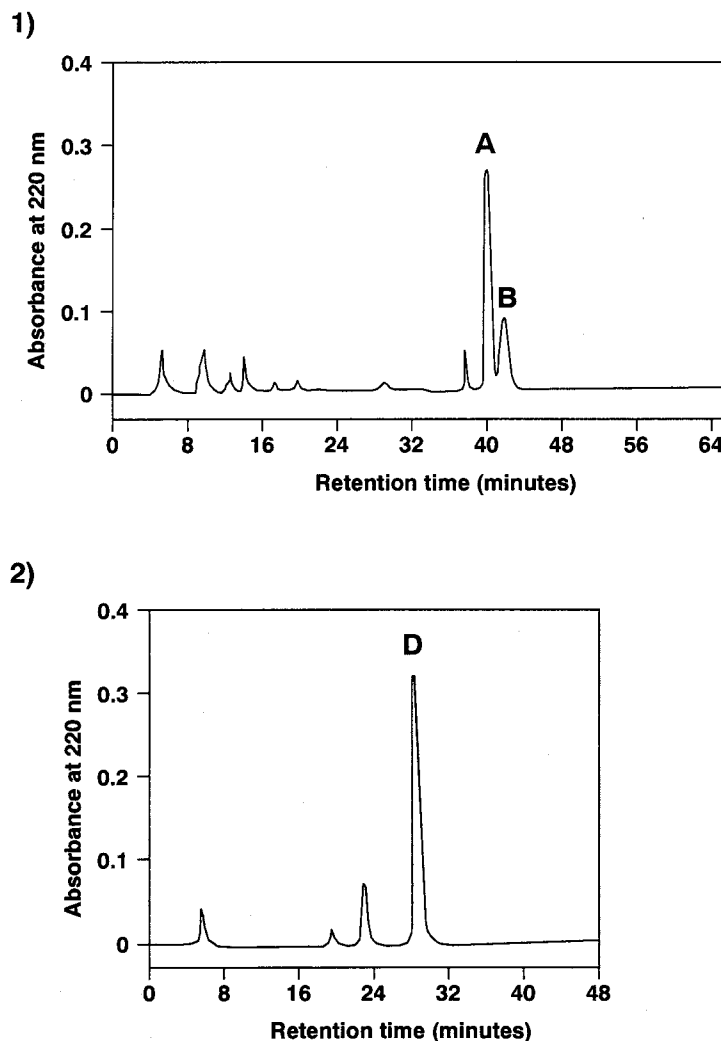 1)
0.4
0.3
0.2
0.1
0
Absorbance at 220 nm
A
B
0 8 16 24 32 40 48 56 64
Retention time (minutes)
2)
0.4
0.3
0.2
0.1
0
Absorbance at 220 nm
D
0 8 16 24 32 40 48
Retention time (minutes)